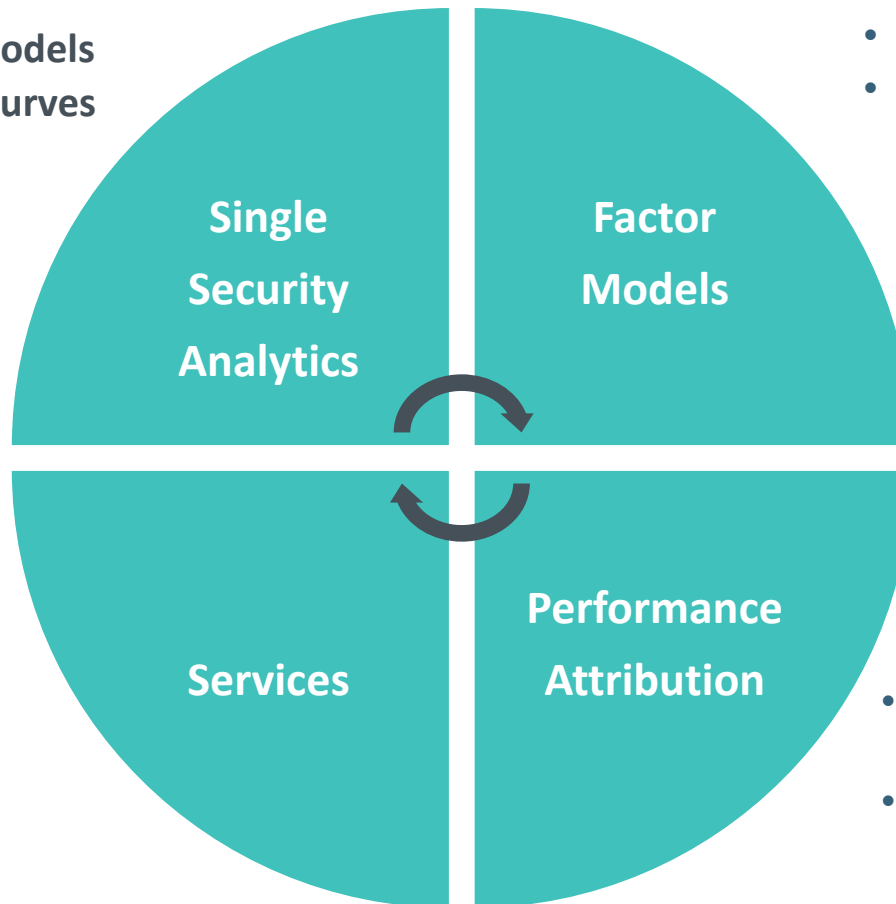 odels
urves
•
•
Single
Security
Analytics
Factor
Models
Services
Performance
Attribution
•
•